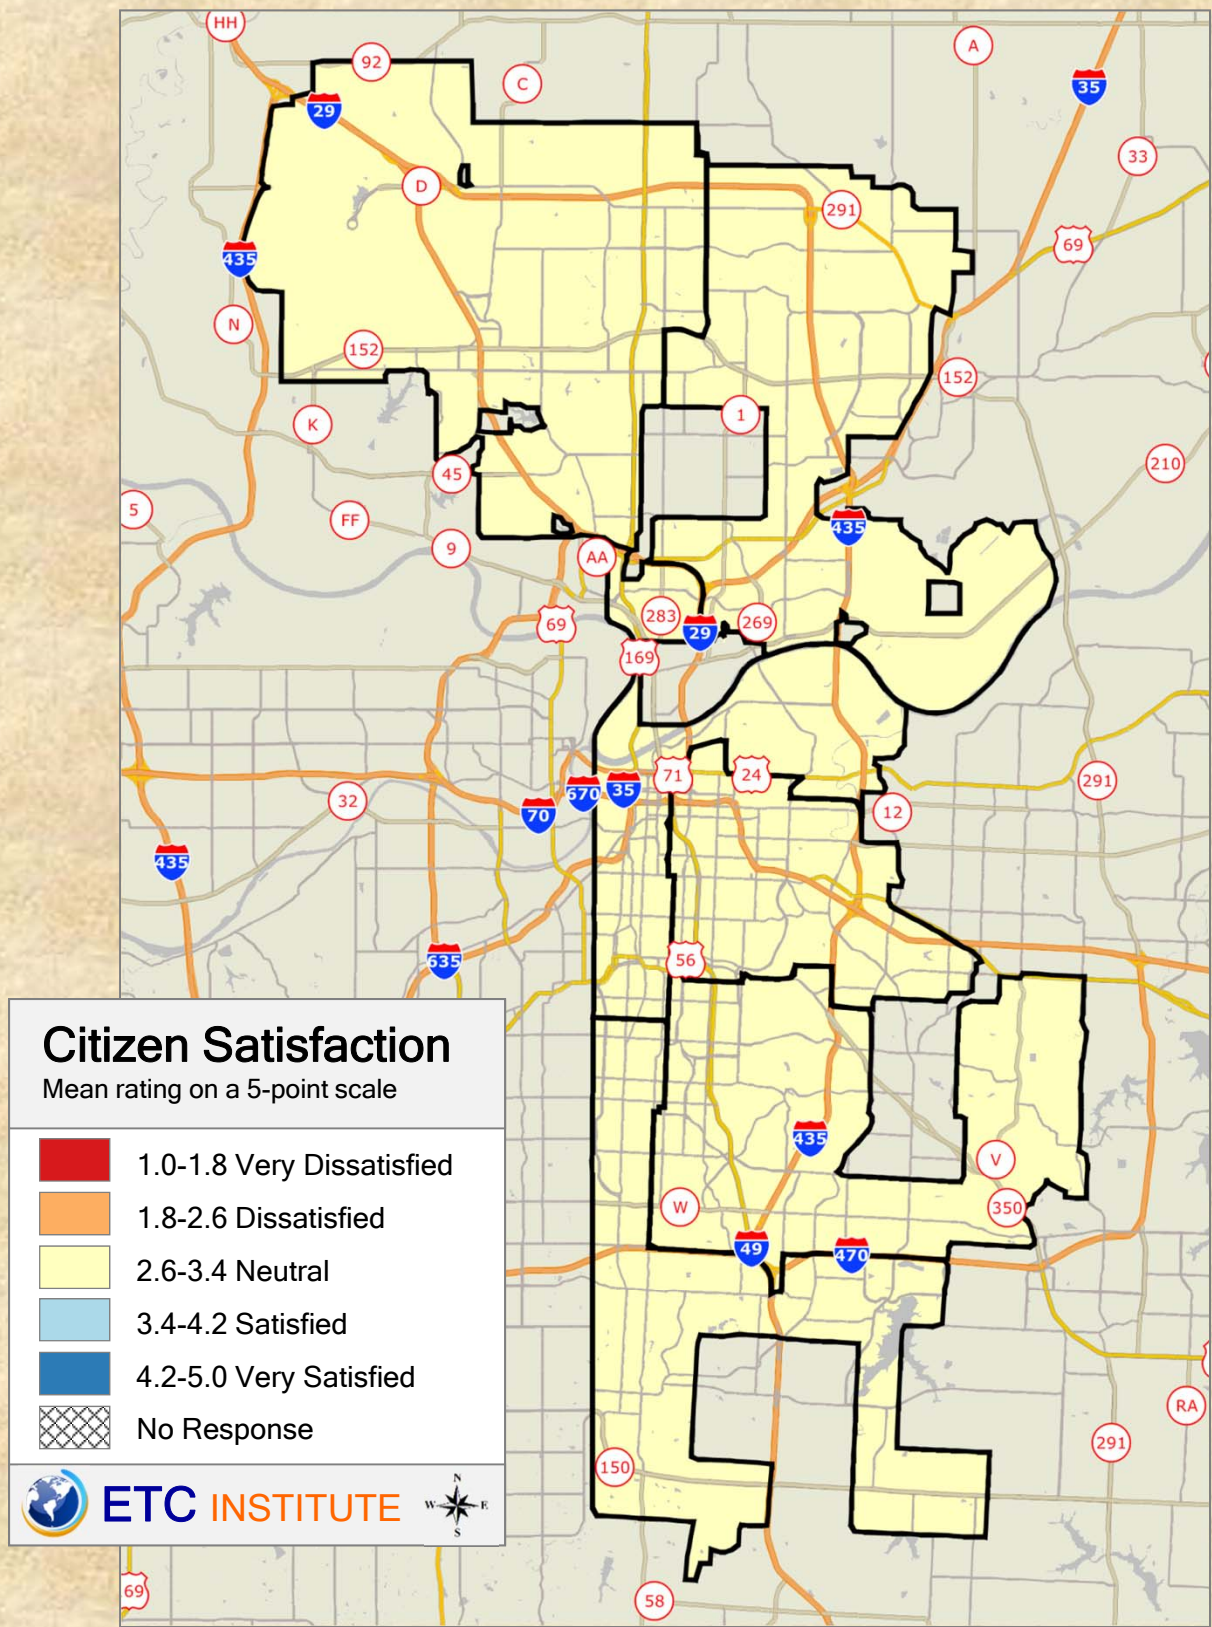 HH
92
C
A
35
29
33
D
291
69
435
N
152
152
K
1
45
210
5
FF
435
9
AA
283
269
69
29
169
71
24
291
670
35
32
70
12
435
56
635
Citizen Satisfaction
Mean rating on a 5-point scale
1.0-1.8 Very Dissatisfied
1.8-2.6 Dissatisfied
2.6-3.4 Neutral
3.4-4.2 Satisfied
4.2-5.0 Very Satisfied
No Response
ETC INSTITUTE
N
W E
S
435
V
W
350
49
470
RA
291
150
69
58